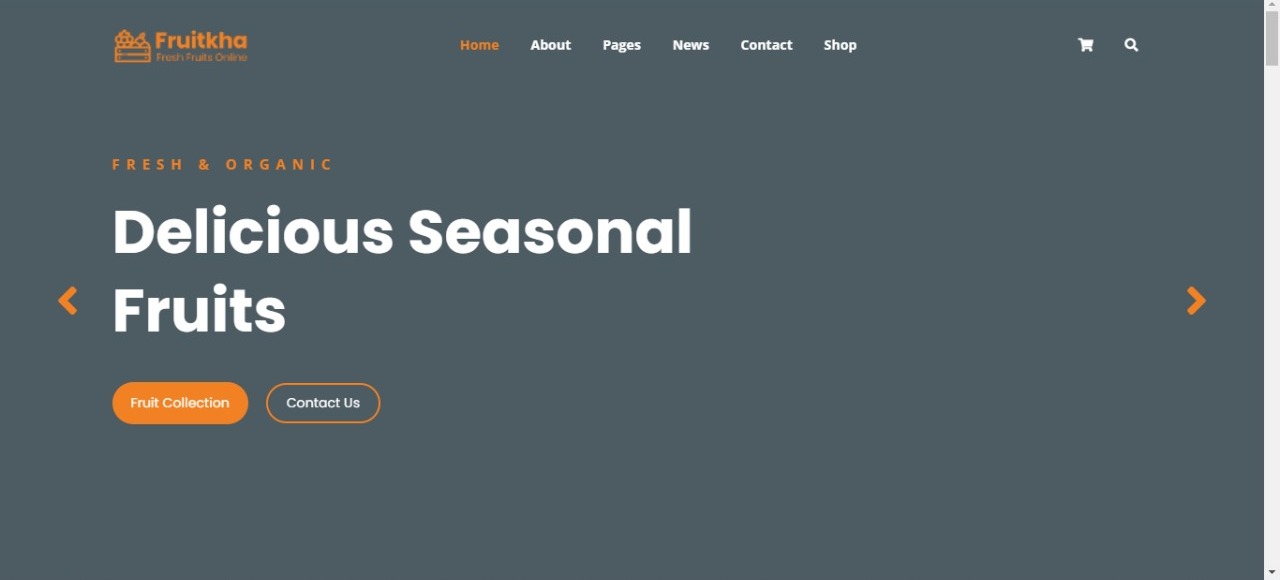 Fruitkha
Fresh Fruits Online
Home About Pages News Contact Shop
FRESH & ORGANIC
Delicious Seasonal
Fruits
Fruit Collection Contact Us